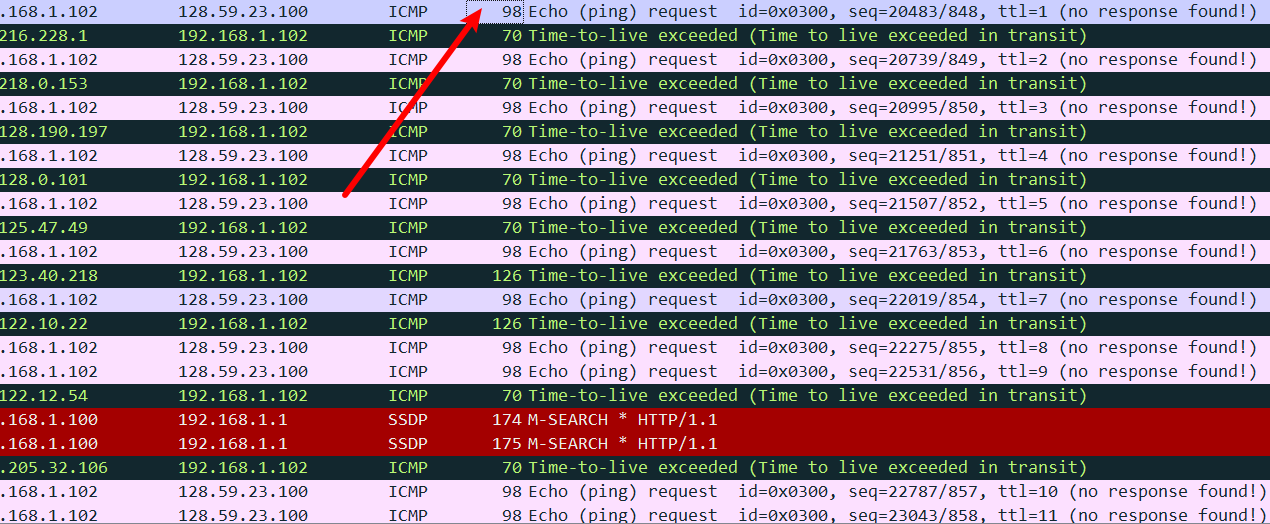 .168.1.102 128.59.23.100 ICMP 98 Echo (ping) request id=0x0300, seq=20483/848, ttl=1 (no response found!)
216.228.1 192.168.1.102 ICMP 70 Time-to-live exceeded (Time to live exceeded in transit)
.168.1.102 128.59.23.100 ICMP 98 Echo (ping) request id=0x0300, seq=20739/849, ttl=2 (no response found!)
218.0.153 192.168.1.102 ICMP 70 Time-to-live exceeded (Time to live exceeded in transit)
.168.1.102 128.59.23.100 ICMP 98 Echo (ping) request id=0x0300, seq=20995/850, ttl=3 (no response found!)
128.190.197 192.168.1.102 ICMP 70 Time-to-live exceeded (Time to live exceeded in transit)
.168.1.102 128.59.23.100 ICMP 98 Echo (ping) request id=0x0300, seq=21251/851, ttl=4 (no response found!)
128.0.101 192.168.1.102 ICMP 70 Time-to-live exceeded (Time to live exceeded in transit)
.168.1.102 128.59.23.100 ICMP 98 Echo (ping) request id=0x0300, seq=21507/852, ttl=5 (no response found!)
125.47.49 192.168.1.102 ICMP 70 Time-to-live exceeded (Time to live exceeded in transit)
.168.1.102 128.59.23.100 ICMP 98 Echo (ping) request id=0x0300, seq=21763/853, ttl=6 (no response found!)
123.40.218 192.168.1.102 ICMP 126 Time-to-live exceeded (Time to live exceeded in transit)
.168.1.102 128.59.23.100 ICMP 98 Echo (ping) request id=0x0300, seq=22019/854, ttl=7 (no response found!)
122.10.22 192.168.1.102 ICMP 126 Time-to-live exceeded (Time to live exceeded in transit)
.168.1.102 128.59.23.100 ICMP 98 Echo (ping) request id=0x0300, seq=22275/855, ttl=8 (no response found!)
.168.1.102 128.59.23.100 ICMP 98 Echo (ping) request id=0x0300, seq=22531/856, ttl=9 (no response found!)
122.12.54 192.168.1.102 ICMP 70 Time-to-live exceeded (Time to live exceeded in transit)
.168.1.100 192.168.1.1 SSDP 174 M-SEARCH * HTTP/1.1
.168.1.100 192.168.1.1 SSDP 175 M-SEARCH * HTTP/1.1
.205.32.106 192.168.1.102 ICMP 70 Time-to-live exceeded (Time to live exceeded in transit)
.168.1.102 128.59.23.100 ICMP 98 Echo (ping) request id=0x0300, seq=22787/857, ttl=10 (no response found!)
.168.1.102 128.59.23.100 ICMP 98 Echo (ping) request id=0x0300, seq=23043/858, ttl=11 (no response found!)